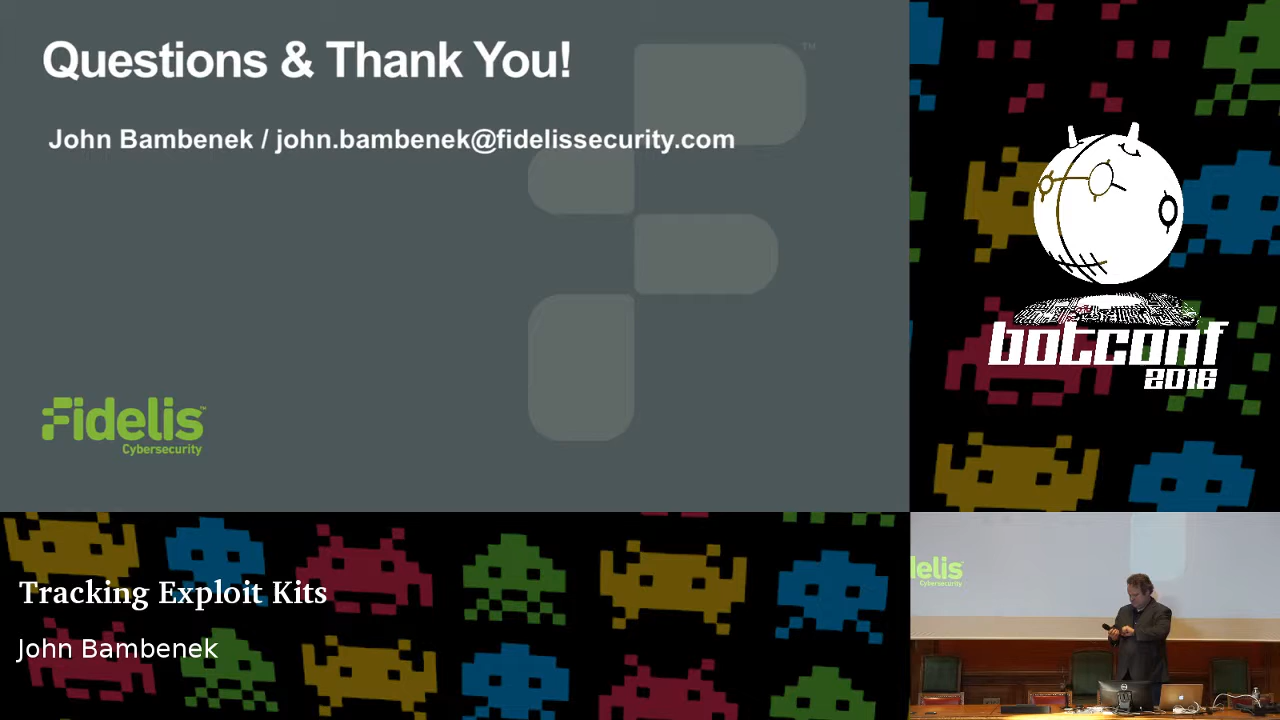 Questions & Thank You!
TM
John Bambenek / john.bambenek@fidelissecurity.com
Fidelis
Cybersecurity
botconf
2016
Tracking Exploit Kits
John Bambenek
delis
Cybersecurity